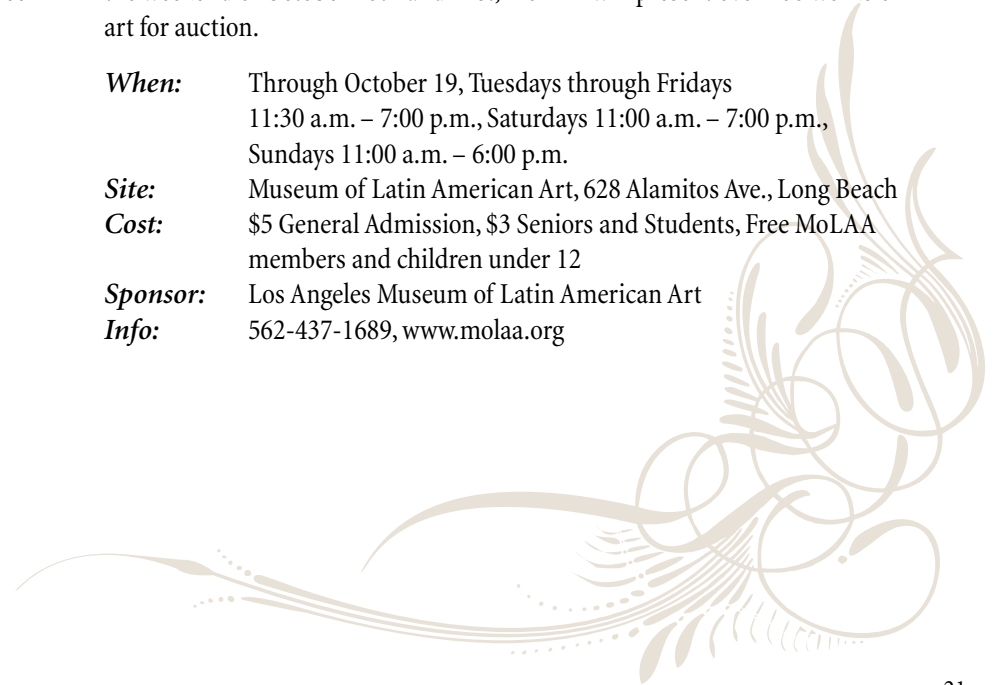 art for auction.
When: Through October 19, Tuesdays through Fridays
11:30 a.m. – 7:00 p.m., Saturdays 11:00 a.m. – 7:00 p.m.,
Sundays 11:00 a.m. – 6:00 p.m.
Site: Museum of Latin American Art, 628 Alamitos Ave., Long Beach
Cost: $5 General Admission, $3 Seniors and Students, Free MoLAA
members and children under 12
Sponsor: Los Angeles Museum of Latin American Art
Info: 562-437-1689, www.molaa.org